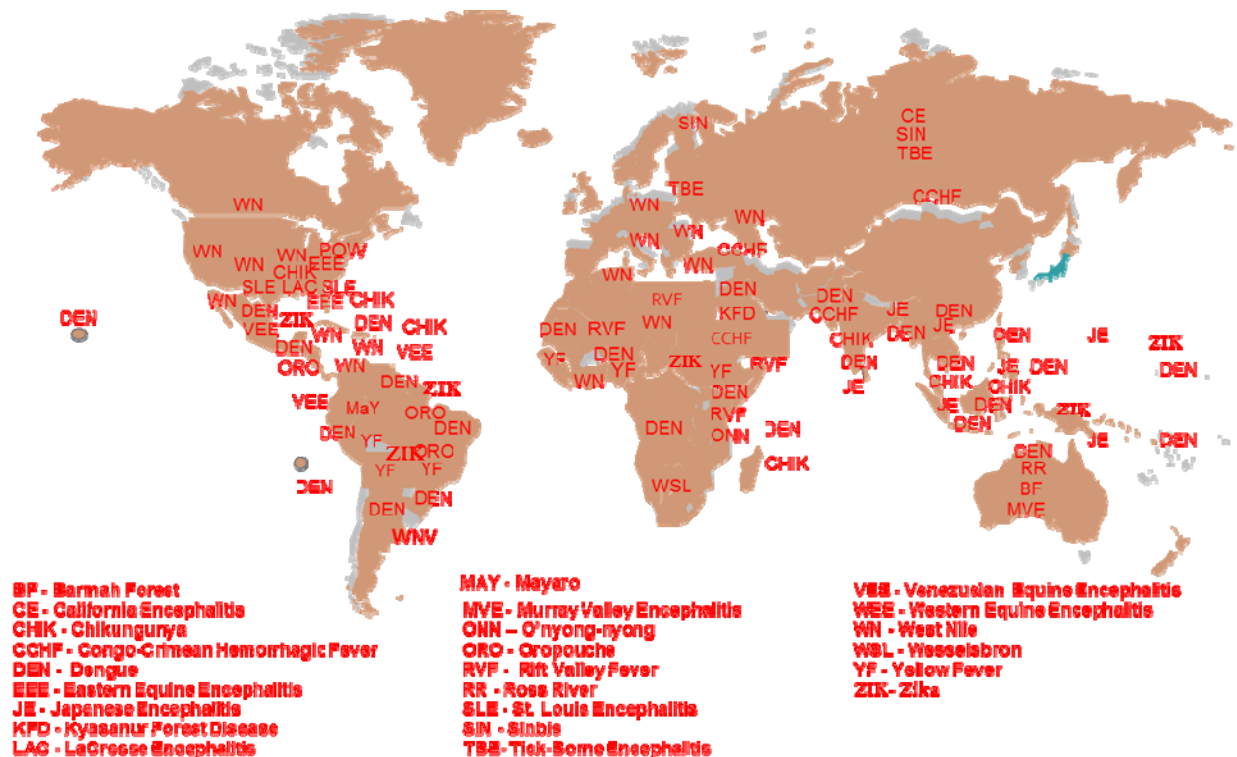 CE
SIN
SIN
TBE
TBE
CCHF
WN
WN
WN
WN
WN
POW
WN
WN
CCHF
WN
EEE
WN
CHIK
WN
SLE LAC SLE
DEN
DEN
WN
EEE CHIK
RVF
DEH
KFD
CCHF
JE
DEN
DEN
ZIK
DEN
CHIK
VEE
WN
DEN
RVF
WN
CCHF
CHIK
DEN
JE
DEN
JE
ZIK
DEN
WN
VEE
YF
DEN
ZIK
DEN
DEN
JE
DEN
DEN
ORO
WN
YF
YF
RVF
WN
DEN
ZIK
DEN
JE
CHIK
CHIK
VEE
MaY
ORO
RVF
JE
DEN
ZIK
DEN
YF
DEN
DEN
ONN
DEN
DEN
JE
DEN
ZIK
ORO
YF
YF
CHIK
DEN
RR
DEN
DEN
WSL
BF
DEN
MVE
WNV
BF - Barmah Forest
CE - California Encephalitis
CHIK - Chikungunya
CCHF - Congo-Crimean Hemorrhagic Fever
DEN - Dengue
EEE - Eastern Equine Encephalitis
JE - Japanese Encephalitis
KFD - Kyasanur Forest Disease
LAC - LaCrosse Encephalitis
MAY - Mayaro
MVE - Murray Valley Encephalitis
ONN – O'nyong-nyong
ORO - Oropouche
RVF - Rift Valley Fever
RR - Ross River
SLE - St. Louis Encephalitis
SIN - Sinbis
TBE- Tick-Borne Encephalitis
VEE - Venezuelan Equine Encephalitis
WEE - Western Equine Encephalitis
WN - West Nile
WSL - Wesselsbron
YF - Yellow Fever
ZIK- Zika